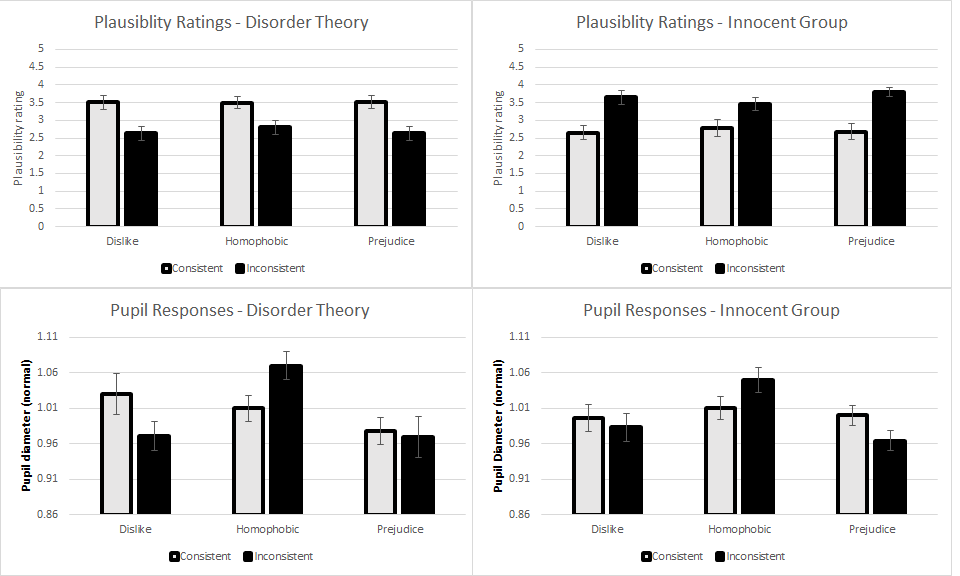 Plausiblity Ratings - Disorder Theory
5
4.5
4
3.5
3
2.5
2
1.5
1
0.5
0
Plausibility rating
Dislike Homophobic Prejudice
Consistent Inconsistent
Plausiblity Ratings - Innocent Group
5
4.5
4
3.5
3
2.5
2
1.5
1
0.5
0
Plausibility rating
Dislike Homophobic Prejudice
Consistent Inconsistent
Pupil Responses - Disorder Theory
1.11
1.06
1.01
0.96
0.91
0.86
Pupil diameter (normal)
Dislike Homophobic Prejudice
Consistent Inconsistent
Pupil Responses - Innocent Group
1.11
1.06
1.01
0.96
0.91
0.86
Pupil Diameter (normal)
Dislike Homophobic Prejudice
Consistent Inconsistent